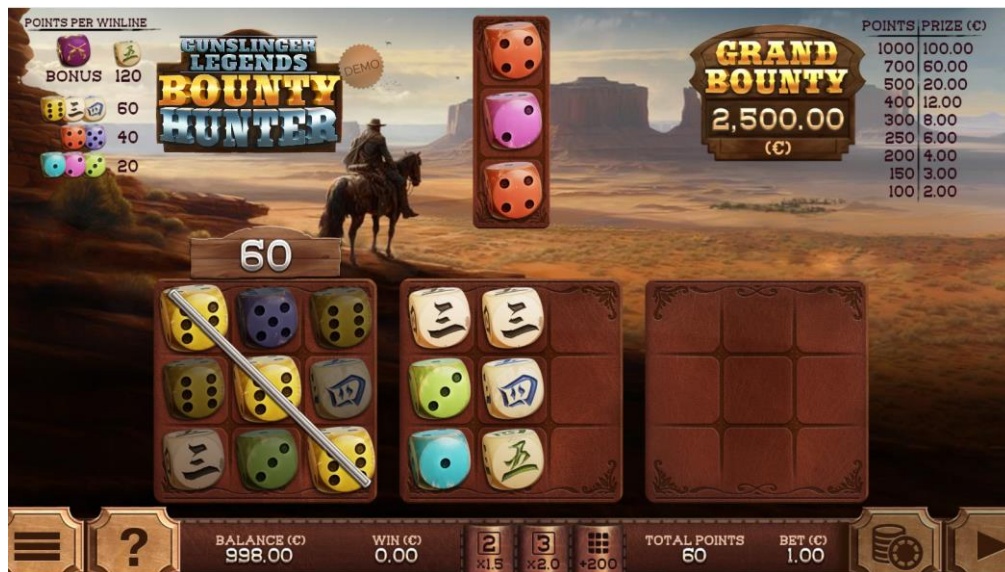 POINTS PER WINLINE
BONUS 120
60
40
20
GUNSLINGER
LEGENDS
BOUNTY
HUNTER
DEMO
GRAND
BOUNTY
2,500.00
(€)
POINTS PRIZE (€)
1000 100.00
700 60.00
500 20.00
400 12.00
300 8.00
250 6.00
200 4.00
150 3.00
100 2.00
60
三 三
四 四
三 五
?
BALANCE (€)
998.00
WIN (€)
0.00
2
x1.5
3
x2.0
+200
TOTAL POINTS
60
BET (€)
1.00